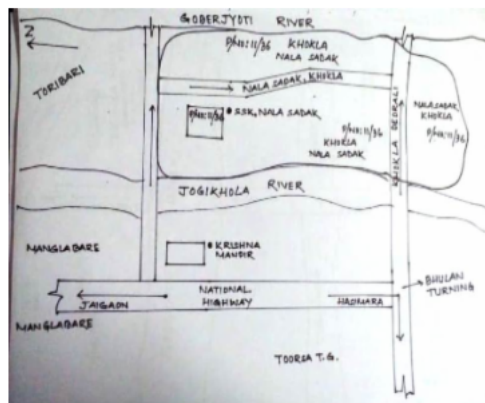 GOBERJYOTI RIVER
N
P/NO:11/36 KHOKLA
NALA SADAK
TORIBARI
NALA SADAK, KHOKLA
P/NO:11/36
SSK, NALA SADAK
NALA SADAK,
KHOKLA
P/NO:11/36
P/NO:11/36
KHOKLA
NALA SADAK
KHOKLA DEORALI
JOGIKHOLA RIVER
MANGLABARE
KRISHNA
MANDIR
BHULAN
TURNING
NATIONAL
HIGHWAY
JAIGAON
HASIMARA
MANGLABARE
TOORSA T.G.